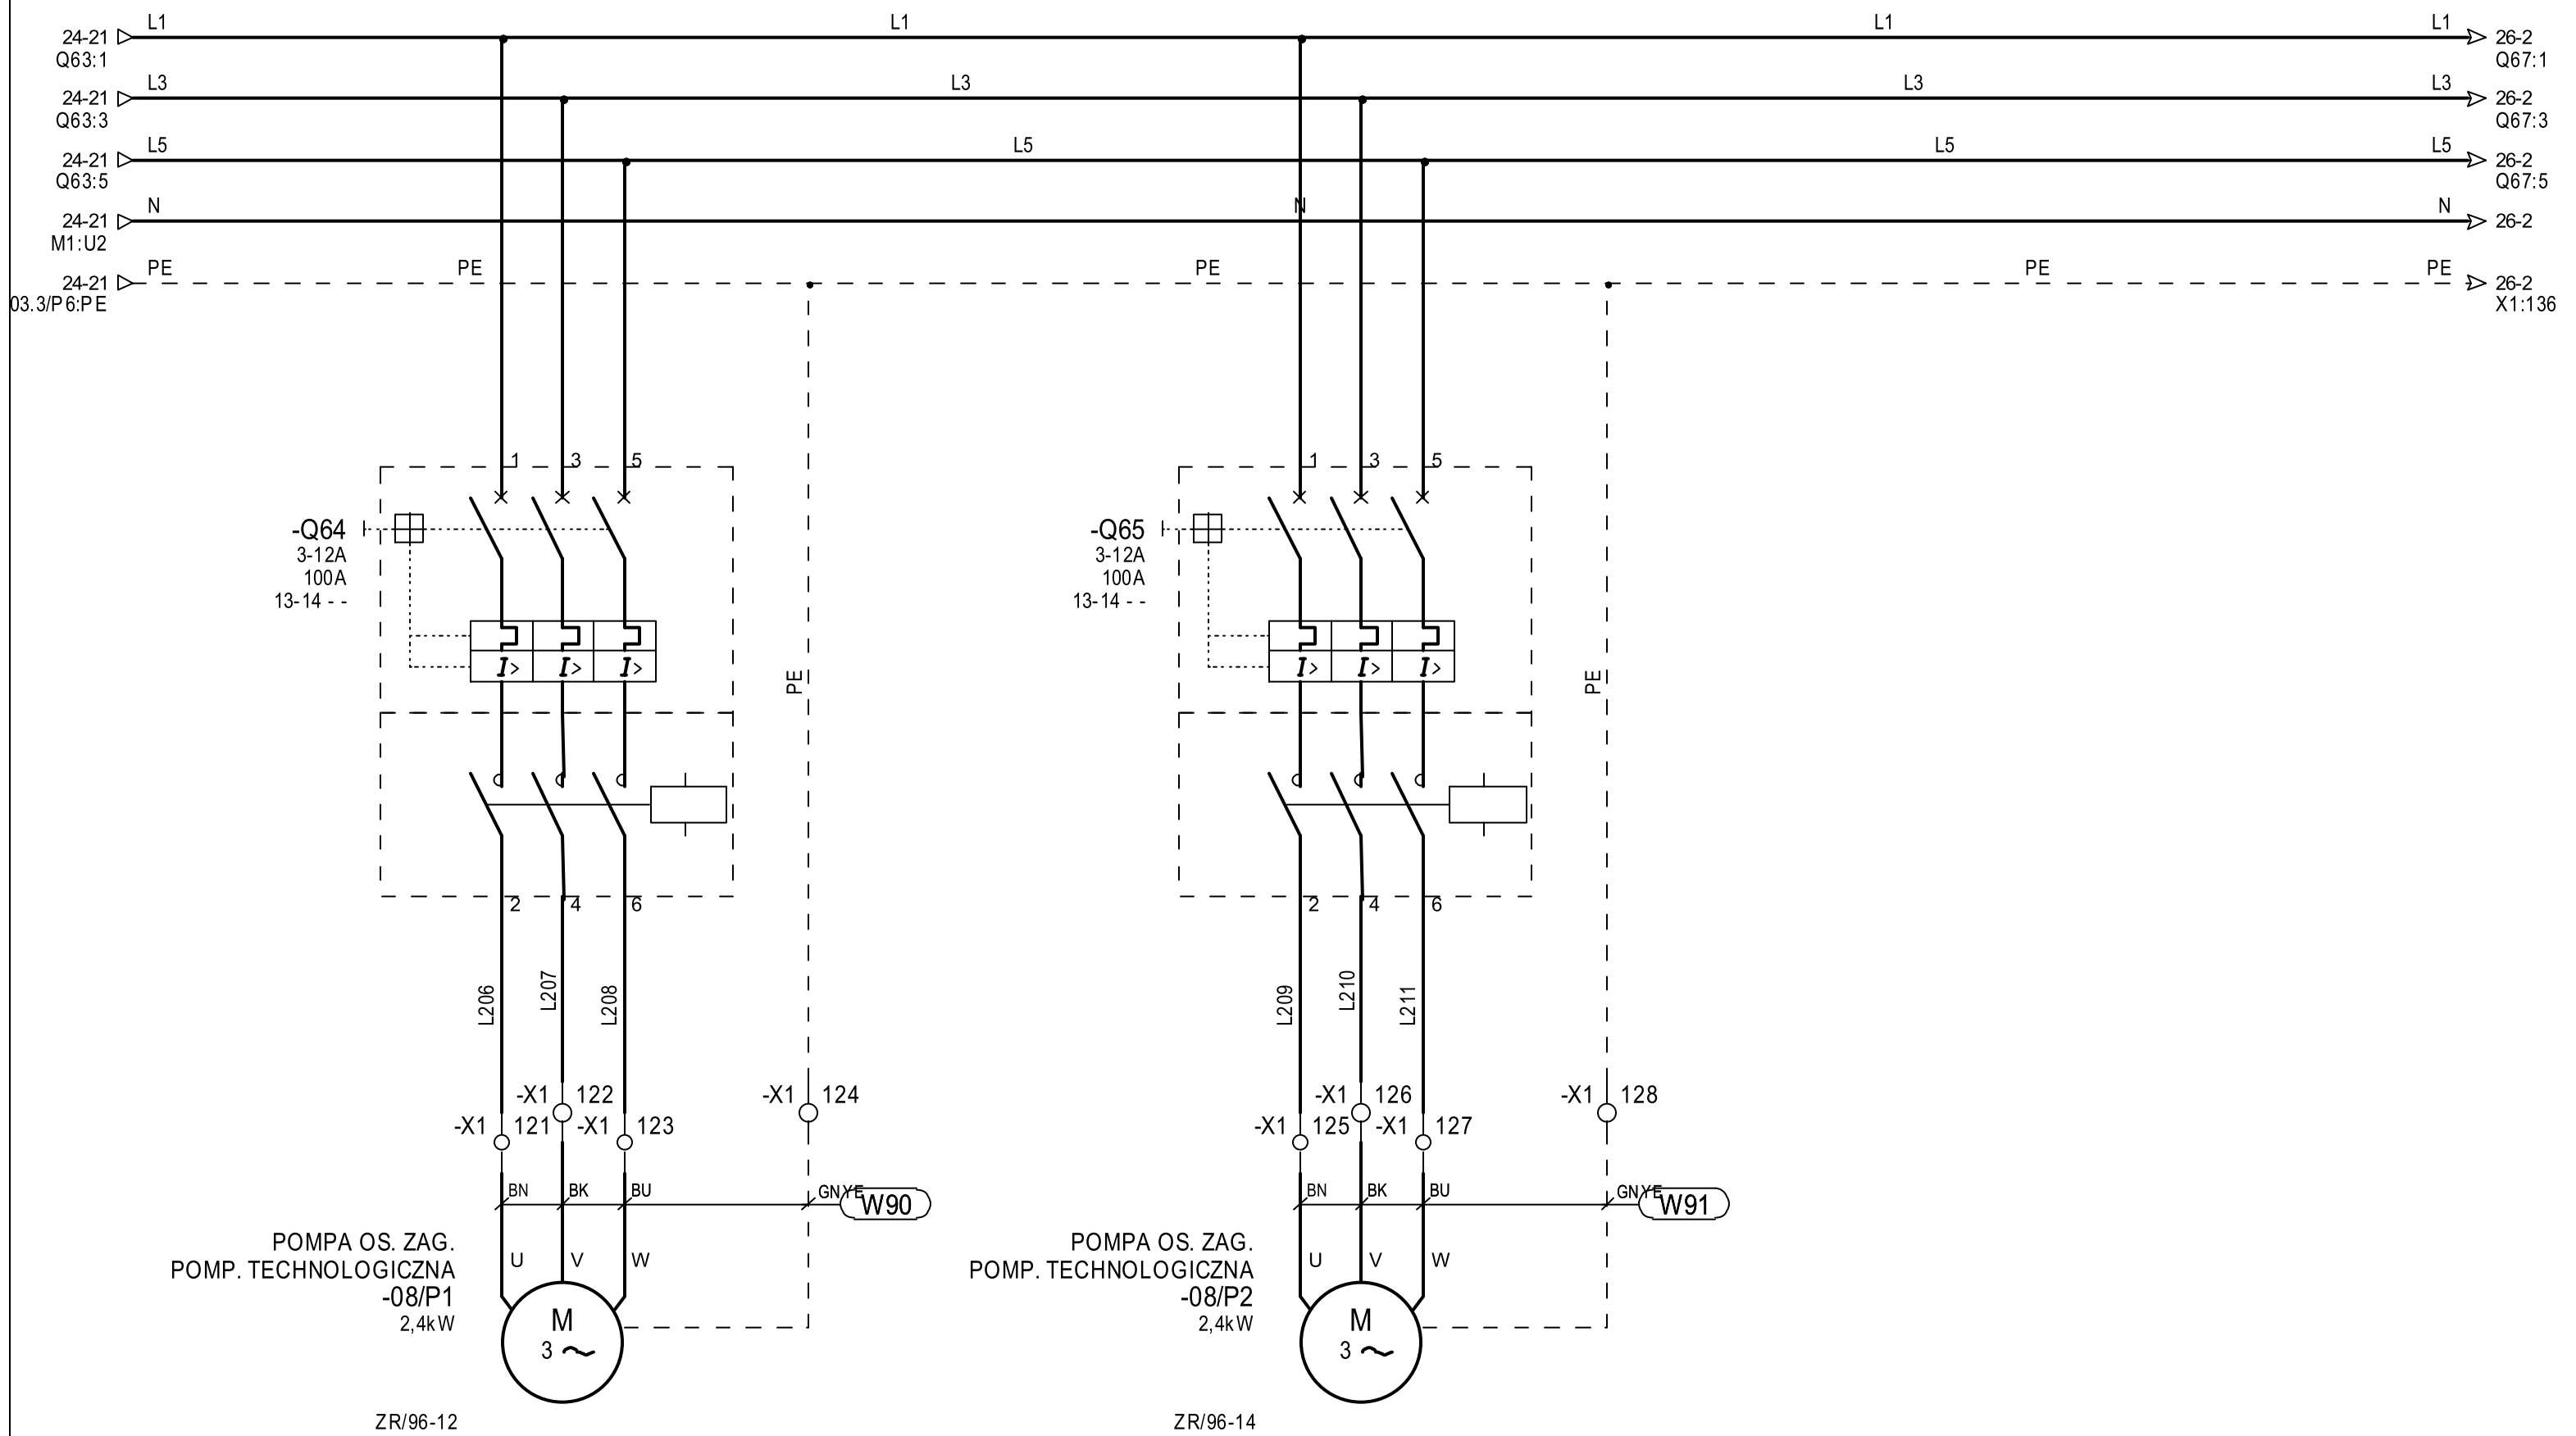 L1 L1 L1 L1
24-21 26-2
Q63:1 Q67:1
L3 L3 L3 L3
24-21 26-2
Q63:3 Q67:3
L5 L5 L5 L5
24-21 26-2
Q63:5 Q67:5
N N N
24-21 26-2
M1:U2
PE PE PE PE PE
24-21 26-2
03.3/P6:PE X1:136
1 3 5
-Q64
3-12A
100A
13-14 - -
I> I> I>
PE
2 4 6
L206 L207 L208
-X1 122 -X1 124
-X1 121 -X1 123
BN BK BU GNYE W90
POMPA OS. ZAG.
POMP. TECHNOLOGICZNA
-08/P1
2,4kW
U V W
M
3 ~
ZR/96-12
1 3 5
-Q65
3-12A
100A
13-14 - -
I> I> I>
PE
2 4 6
L209 L210 L211
-X1 126 -X1 128
-X1 125 -X1 127
BN BK BU GNYE W91
POMPA OS. ZAG.
POMP. TECHNOLOGICZNA
-08/P2
2,4kW
U V W
M
3 ~
ZR/96-14